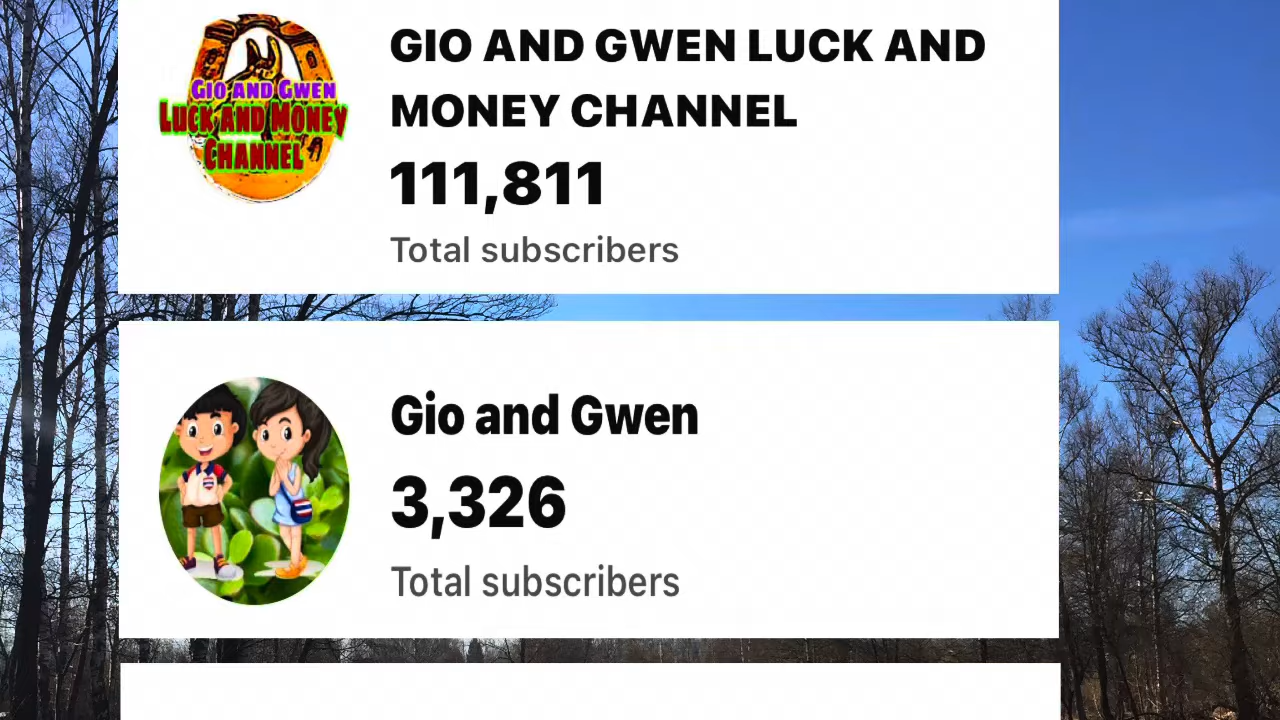 Gio and Gwen
Luck and Money
Channel
GIO AND GWEN LUCK AND
MONEY CHANNEL
111,811
Total subscribers
Gio and Gwen
3,326
Total subscribers